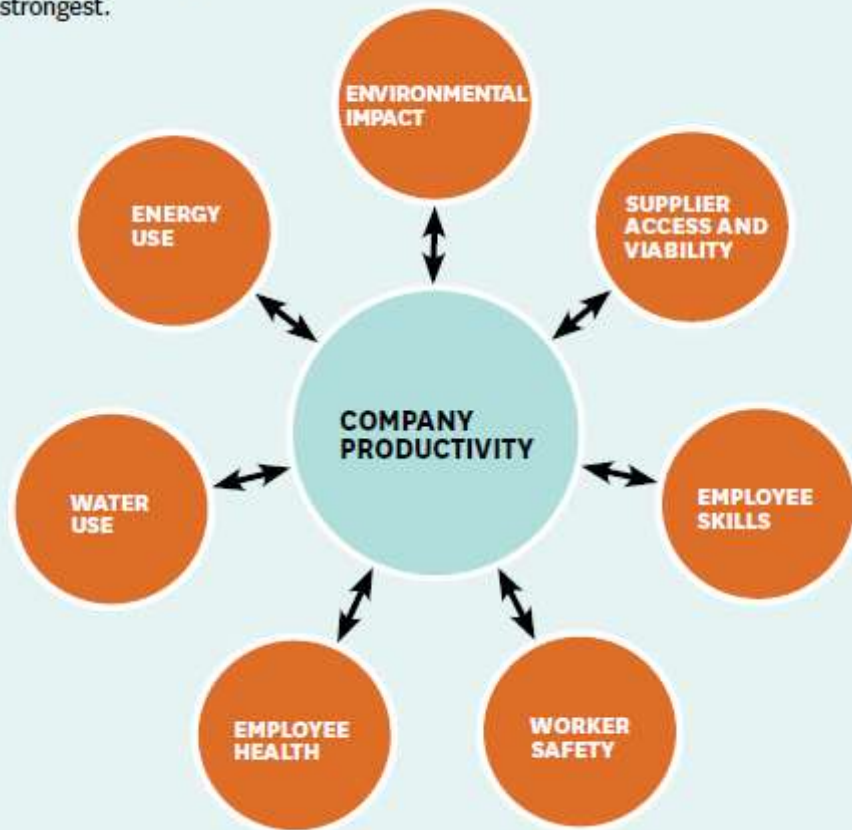 strongest.
ENVIRONMENTAL
IMPACT
ENERGY
USE
SUPPLIER
ACCESS AND
VIABILITY
COMPANY
PRODUCTIVITY
WATER
USE
EMPLOYEE
SKILLS
EMPLOYEE
HEALTH
WORKER
SAFETY